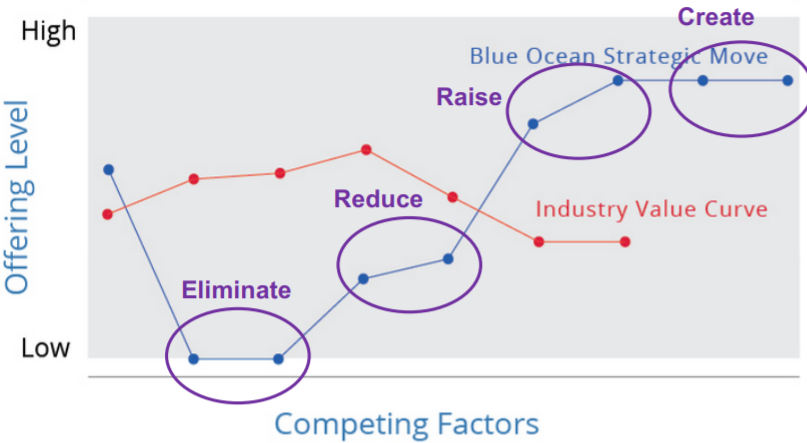 Create
High
Blue Ocean Strategic Move
Raise
Reduce
Industry Value Curve
Eliminate
Low
Offering Level
Competing Factors